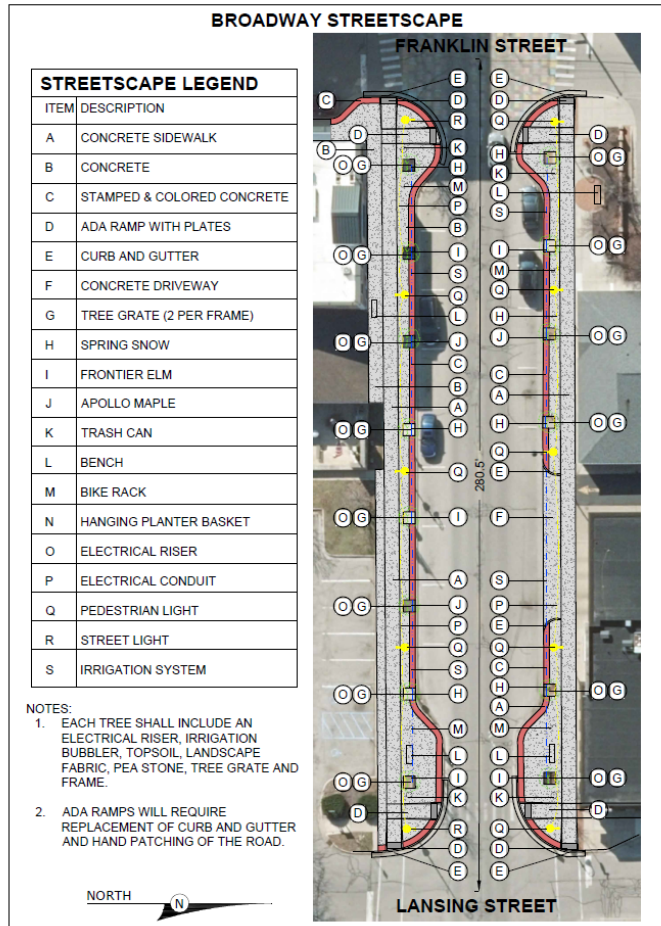 BROADWAY STREETSCAPE
FRANKLIN STREET
STREETSCAPE LEGEND
ITEM DESCRIPTION
A CONCRETE SIDEWALK
B CONCRETE
C STAMPED & COLORED CONCRETE
D ADA RAMP WITH PLATES
E CURB AND GUTTER
F CONCRETE DRIVEWAY
G TREE GRATE (2 PER FRAME)
H SPRING SNOW
I FRONTIER ELM
J APOLLO MAPLE
K TRASH CAN
L BENCH
M BIKE RACK
N HANGING PLANTER BASKET
O ELECTRICAL RISER
P ELECTRICAL CONDUIT
Q PEDESTRIAN LIGHT
R STREET LIGHT
S IRRIGATION SYSTEM
NOTES:
1. EACH TREE SHALL INCLUDE AN
ELECTRICAL RISER, IRRIGATION
BUBBLER, TOPSOIL, LANDSCAPE
FABRIC, PEA STONE, TREE GRATE AND
FRAME.
2. ADA RAMPS WILL REQUIRE
REPLACEMENT OF CURB AND GUTTER
AND HAND PATCHING OF THE ROAD.
NORTH
N
E E
C D D
R Q
D D
B K
O G H H O G
M K
P L
B S
O G I I O G
S M
Q Q
L H
O G J J O G
C C
B A
A
O G H H O G
Q Q
E
280.5'
O G I F
A S
O G J P
P E
Q Q
S C
O G H H O G
A
M M
L L
O G I I O G
K K
D D
R Q
D D
E E
LANSING STREET